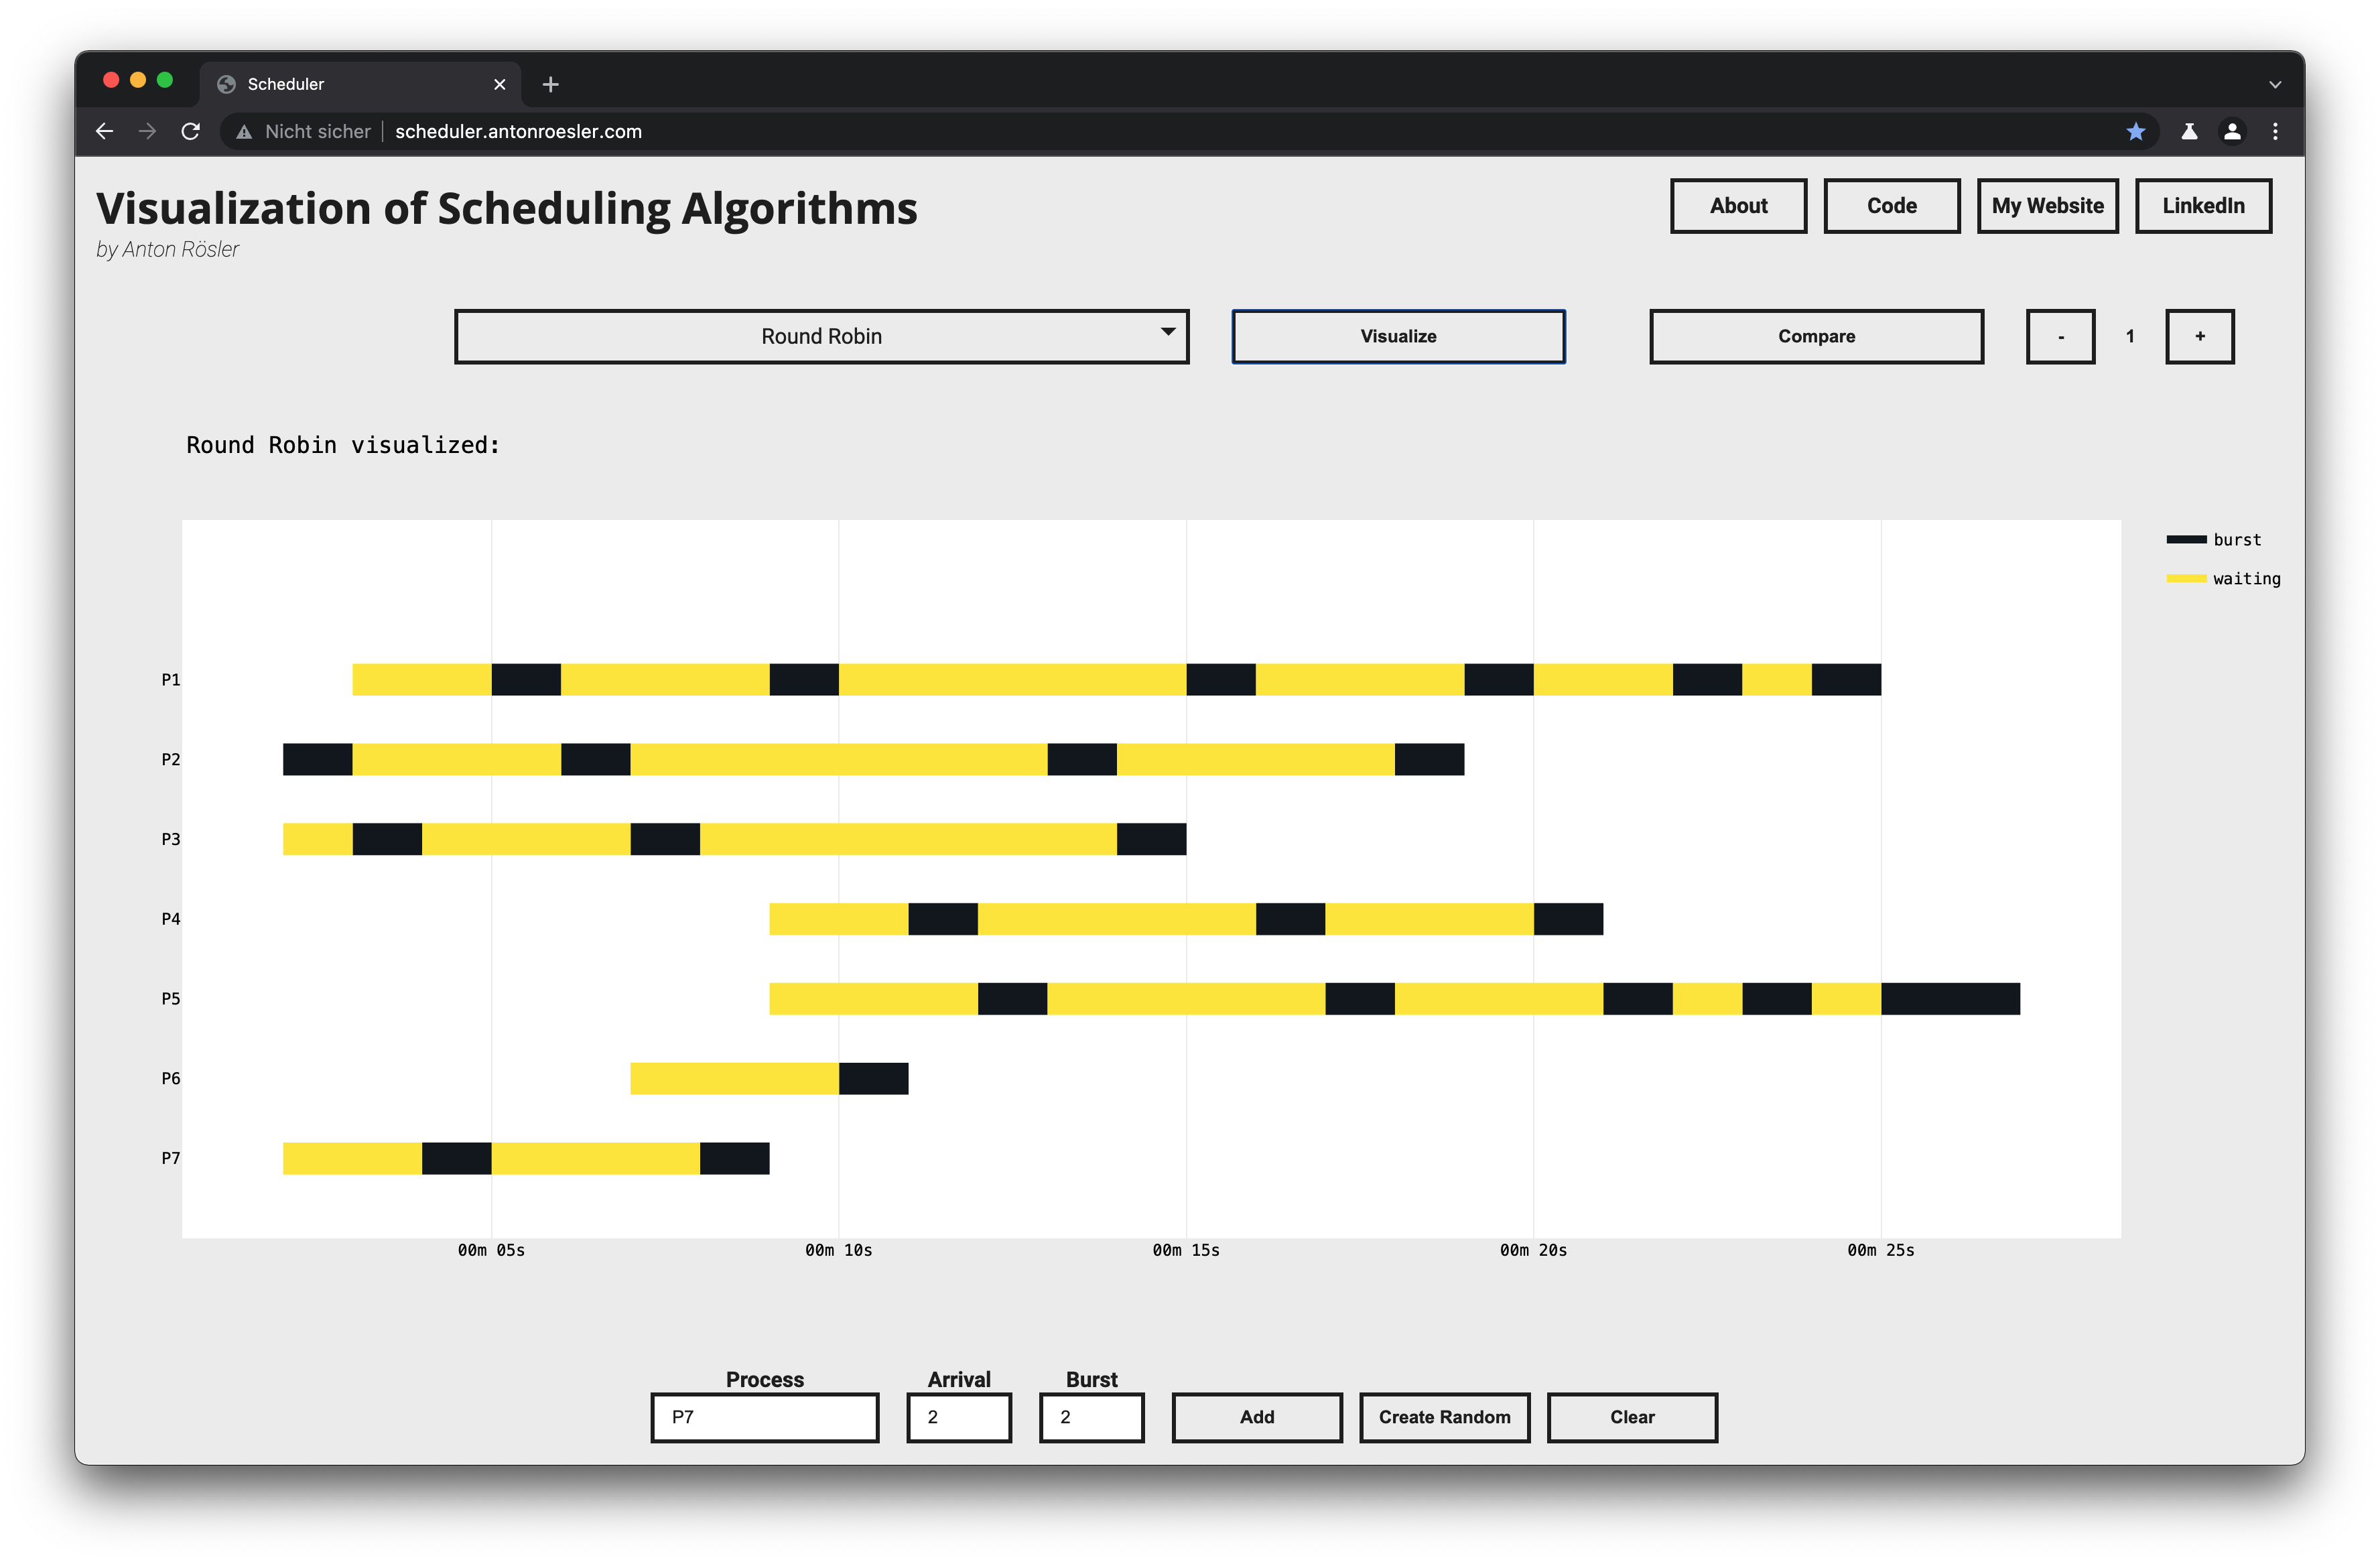 Scheduler
Nicht sicher scheduler.antonroesler.com
Visualization of Scheduling Algorithms
by Anton Rösler
About Code My Website LinkedIn
Round Robin Visualize Compare - 1 +
Round Robin visualized:
burst
waiting
P1
P2
P3
P4
P5
P6
P7
00m 05s 00m 10s 00m 15s 00m 20s 00m 25s
Process Arrival Burst
P7 2 2 Add Create Random Clear